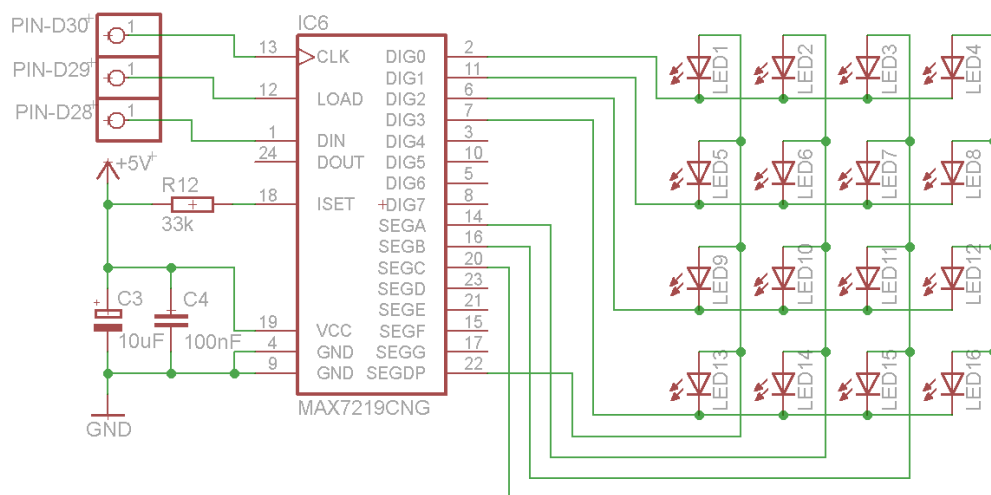 PIN-D30
1
PIN-D29
1
PIN-D28
1
+5V
R12
33k
C3
10uF
C4
100nF
GND
IC6
13
CLK
12
LOAD
1
DIN
24
DOUT
18
ISET
19
VCC
4
GND
9
GND
DIG0
2
DIG1
11
DIG2
6
DIG3
7
DIG4
3
DIG5
10
DIG6
5
DIG7
8
SEGA
14
SEGB
16
SEGC
20
SEGD
23
SEGE
21
SEGF
15
SEGG
17
SEGDP
22
MAX7219CNG
LED1
LED2
LED3
LED4
LED5
LED6
LED7
LED8
LED9
LED10
LED11
LED12
LED13
LED14
LED15
LED16